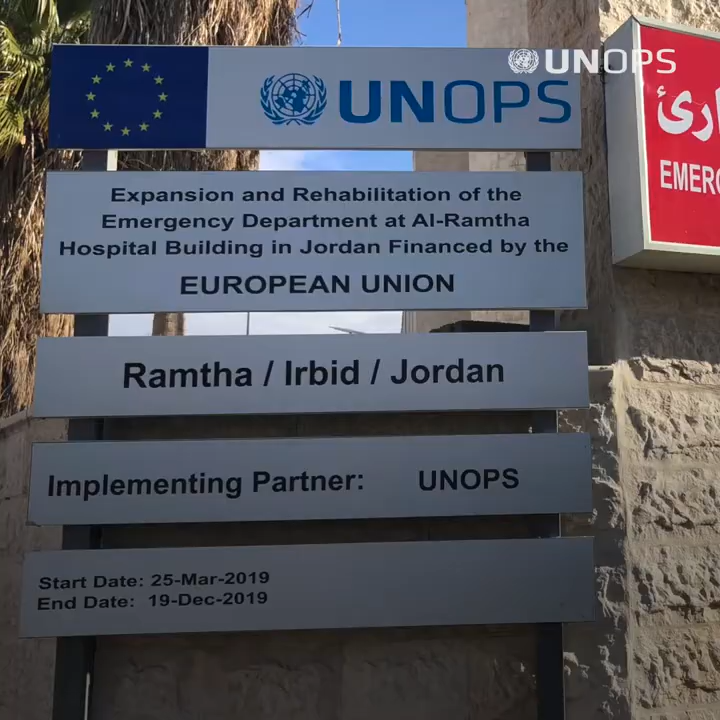 UNOPS
UNOPS
Expansion and Rehabilitation of the
Emergency Department at Al-Ramtha
Hospital Building in Jordan Financed by the
EUROPEAN UNION
Ramtha / Irbid / Jordan
Implementing Partner: UNOPS
Start Date: 25-Mar-2019
End Date: 19-Dec-2019